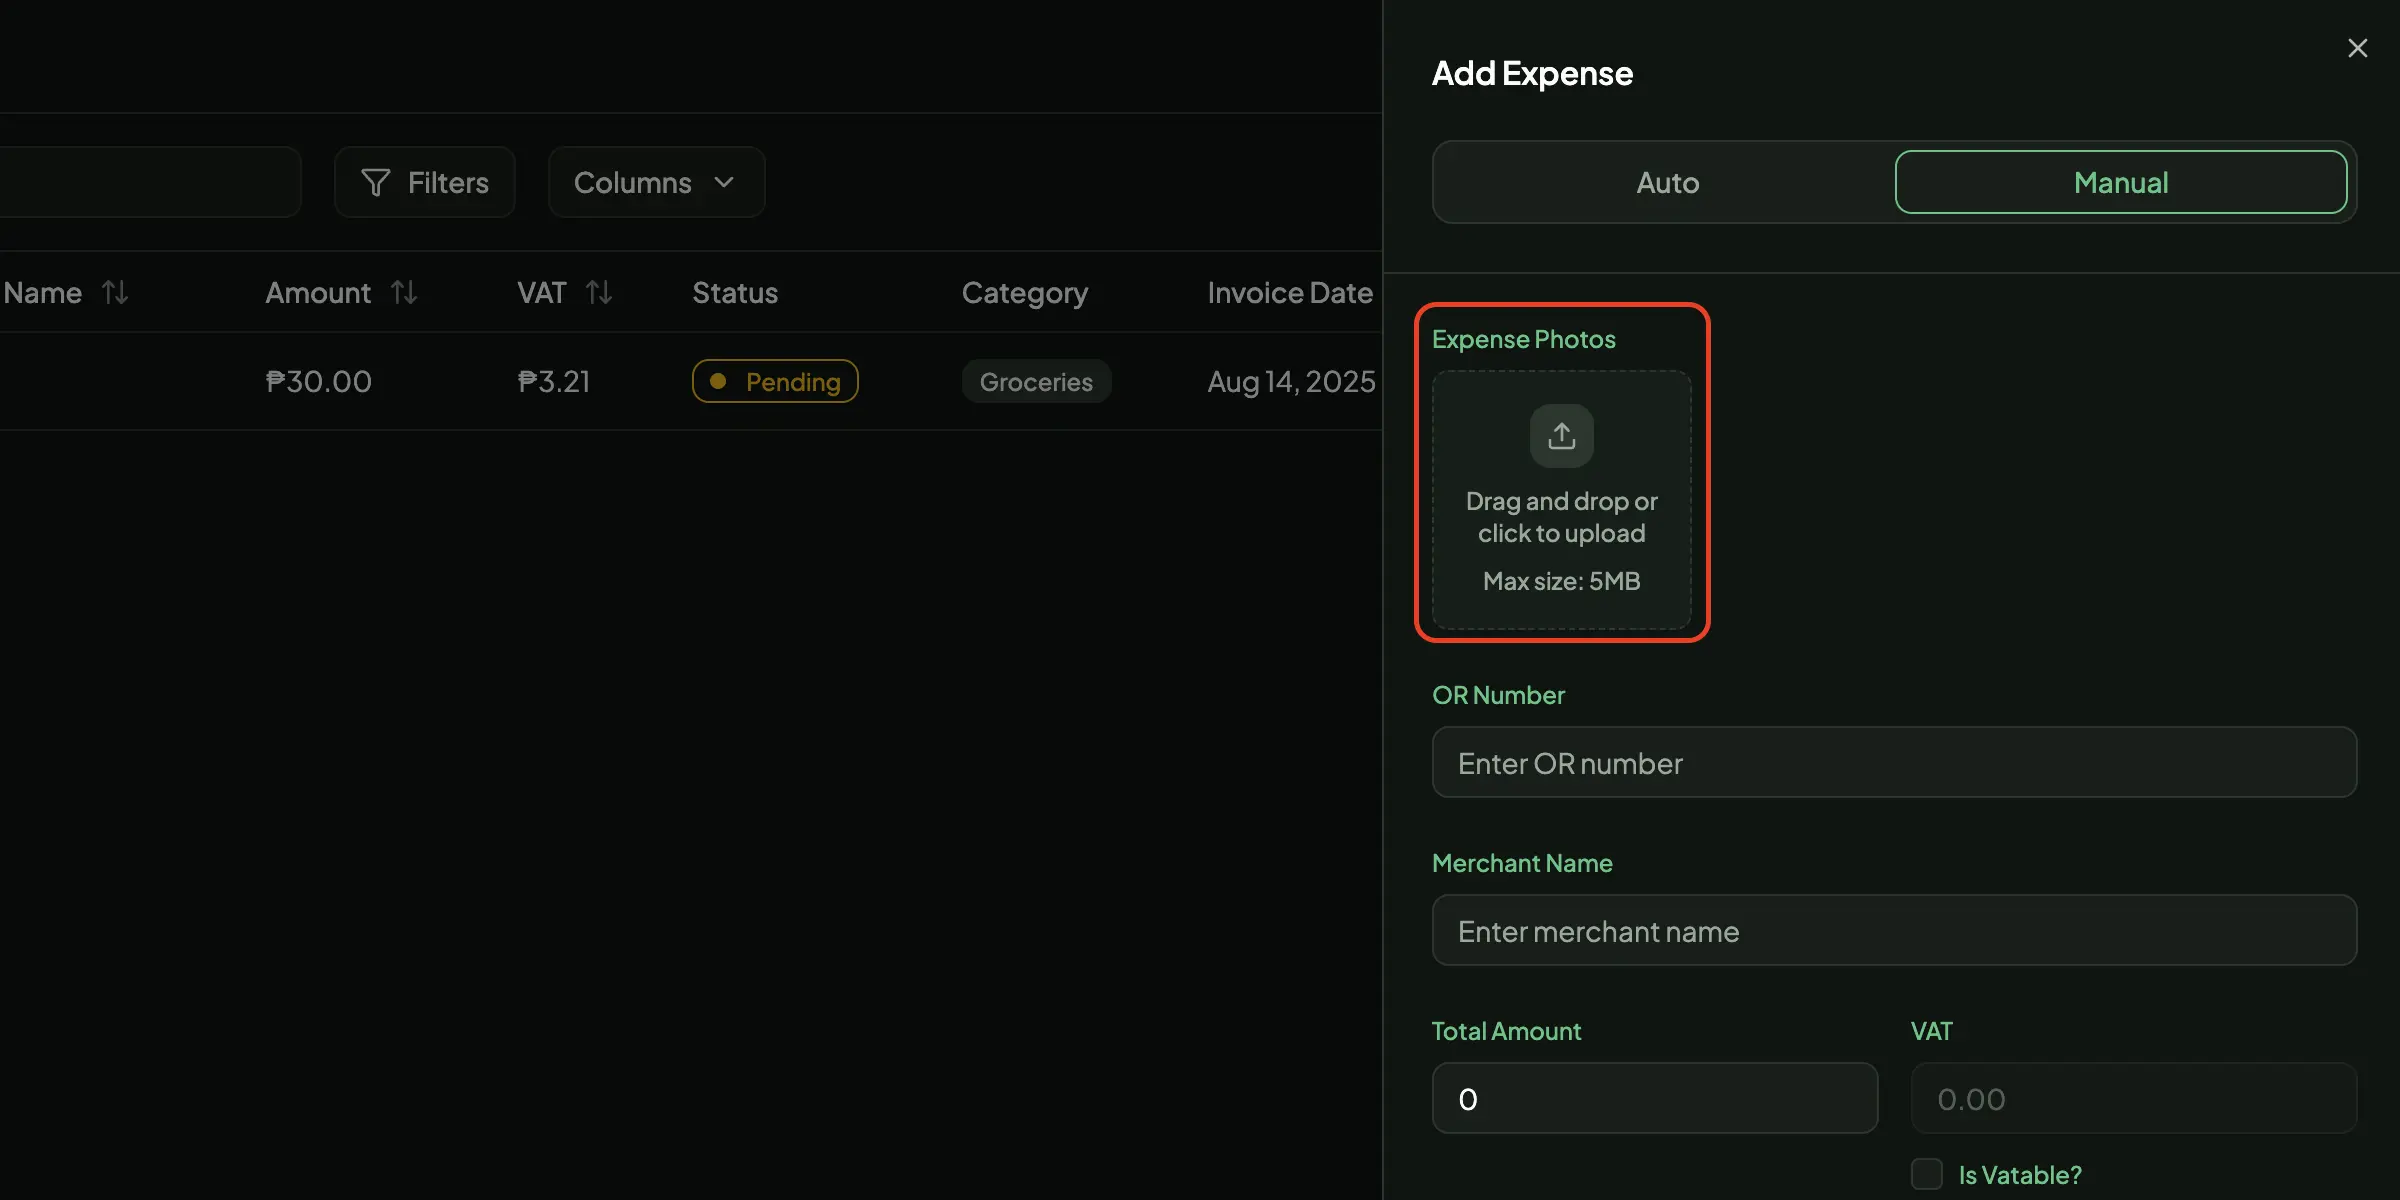 Filters
Columns
Name Amount VAT Status Category Invoice Date
₱30.00 ₱3.21 Pending Groceries Aug 14, 2025
Add Expense
Auto
Manual
Expense Photos
Drag and drop or
click to upload
Max size: 5MB
OR Number
Enter OR number
Merchant Name
Enter merchant name
Total Amount VAT
0 0.00
Is Vatable?